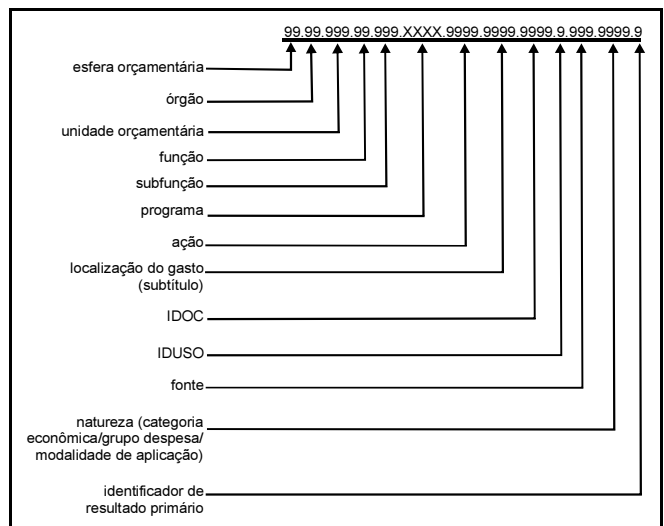 99.99.999.99.999.XXXX.9999.9999.9999.9.999.9999.9
esfera orçamentária
órgão
unidade orçamentária
função
subfunção
programa
ação
localização do gasto
(subtítulo)
IDOC
IDUSO
fonte
natureza (categoria
econômica/grupo despesa/
modalidade de aplicação)
identificador de
resultado primário